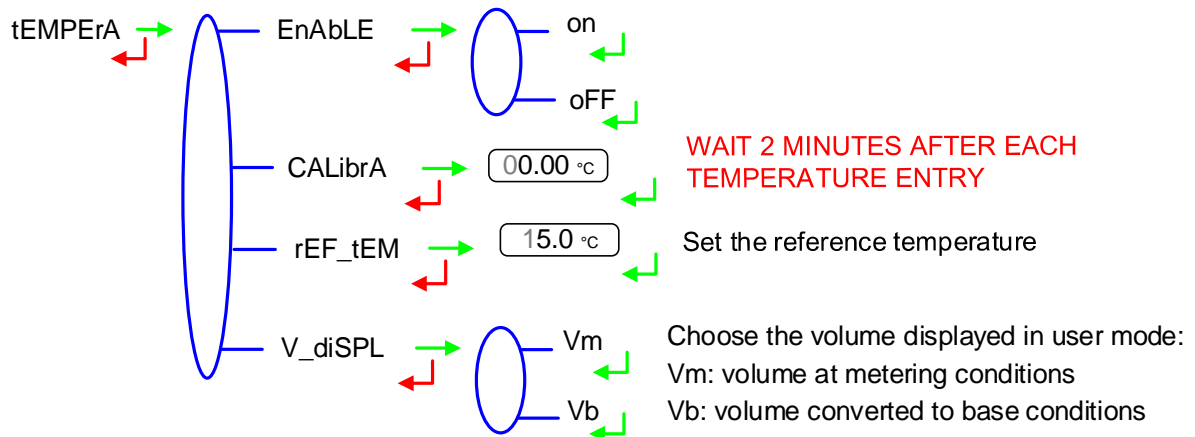 tEMPErA
EnAbLE
on
oFF
CALibrA
00.00 °C
WAIT 2 MINUTES AFTER EACH
TEMPERATURE ENTRY
rEF_tEM
15.0 °C
Set the reference temperature
V_diSPL
Vm
Vb
Choose the volume displayed in user mode:
Vm: volume at metering conditions
Vb: volume converted to base conditions